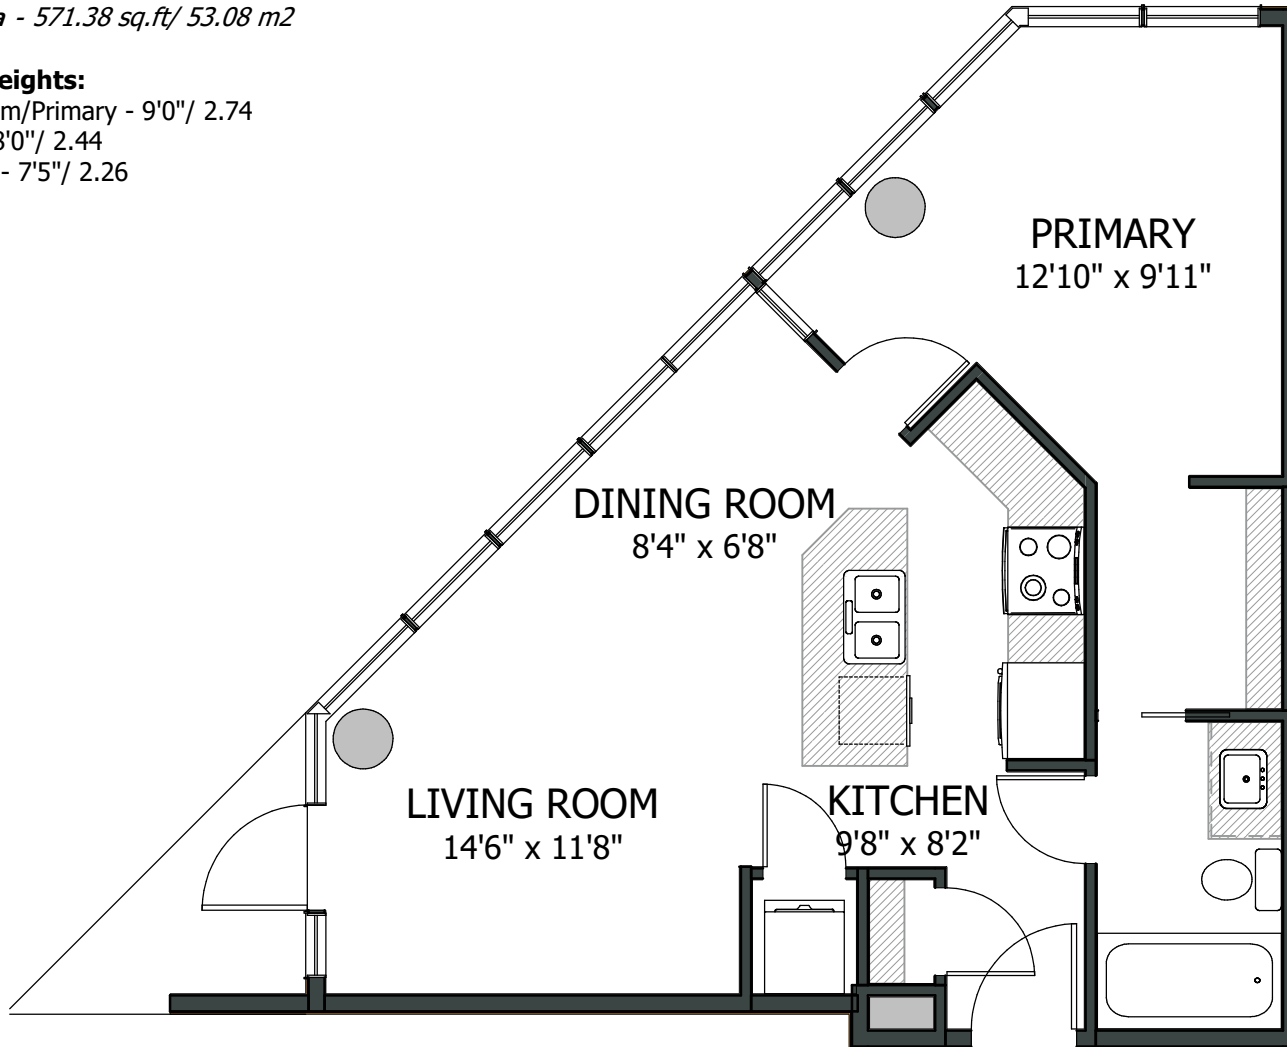 - 571.38 sq.ft/ 53.08 m2
eights:
m/Primary - 9'0"/ 2.74
8'0"/ 2.44
- 7'5"/ 2.26
PRIMARY
12'10" x 9'11"
DINING ROOM
8'4" x 6'8"
LIVING ROOM
14'6" x 11'8"
KITCHEN
9'8" x 8'2"